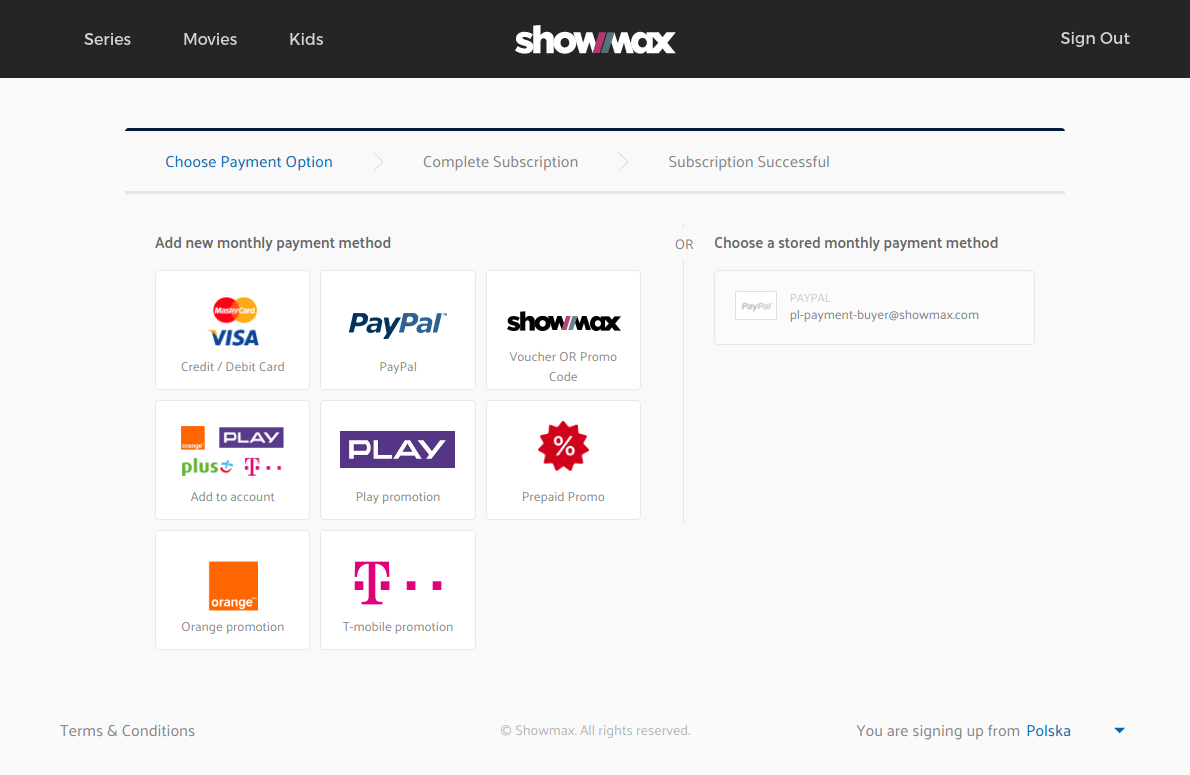 Series Movies Kids showmax Sign Out
Choose Payment Option Complete Subscription Subscription Successful
Add new monthly payment method
OR
Choose a stored monthly payment method
MasterCard
VISA
Credit / Debit Card
PayPal™
PayPal
showmax
Voucher OR Promo
Code
PayPal
PAYPAL
pl-payment-buyer@showmax.com
orange™ PLAY
plus T
Add to account
PLAY
Play promotion
%
Prepaid Promo
orange™
Orange promotion
T
T-mobile promotion
Terms & Conditions © Showmax. All rights reserved. You are signing up from Polska